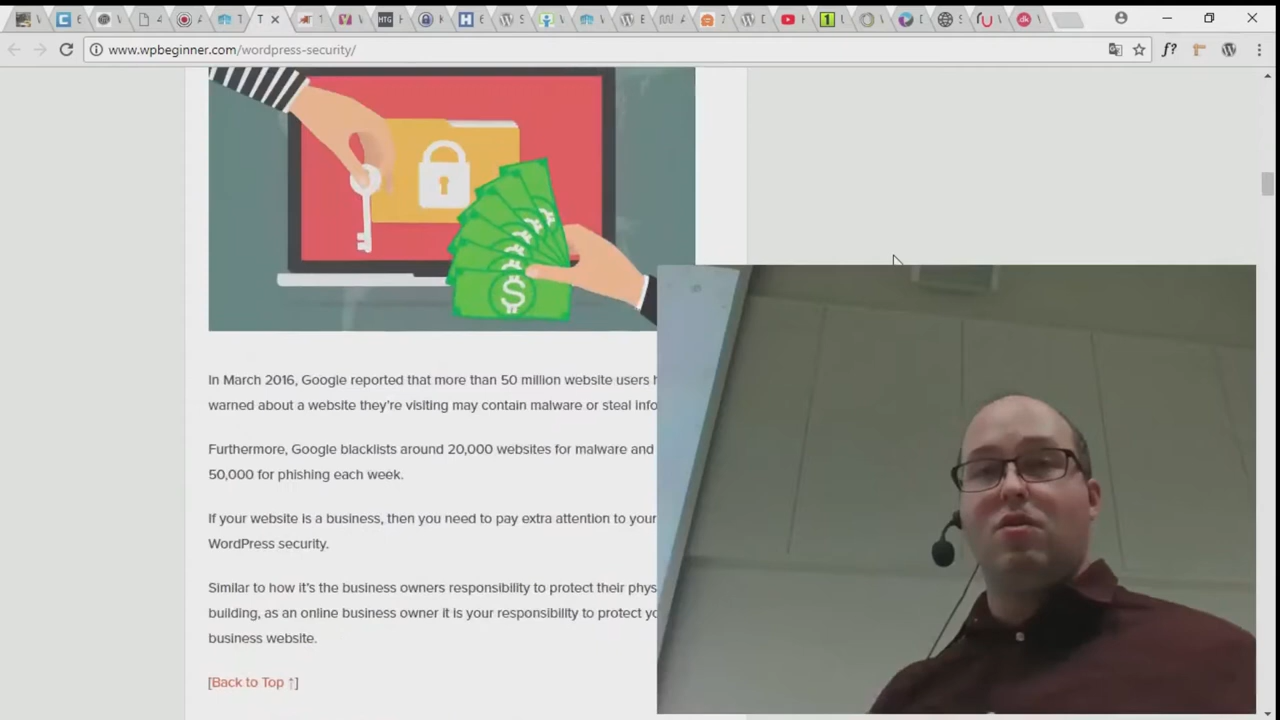 www.wpbeginner.com/wordpress-security/
f?
HTG
$
In March 2016, Google reported that more than 50 million website users
warned about a website they're visiting may contain malware or steal info
Furthermore, Google blacklists around 20,000 websites for malware and
50,000 for phishing each week.
If your website is a business, then you need to pay extra attention to your
WordPress security.
Similar to how it's the business owners responsibility to protect their phys
building, as an online business owner it is your responsibility to protect yo
business website.
[Back to Top ↑]